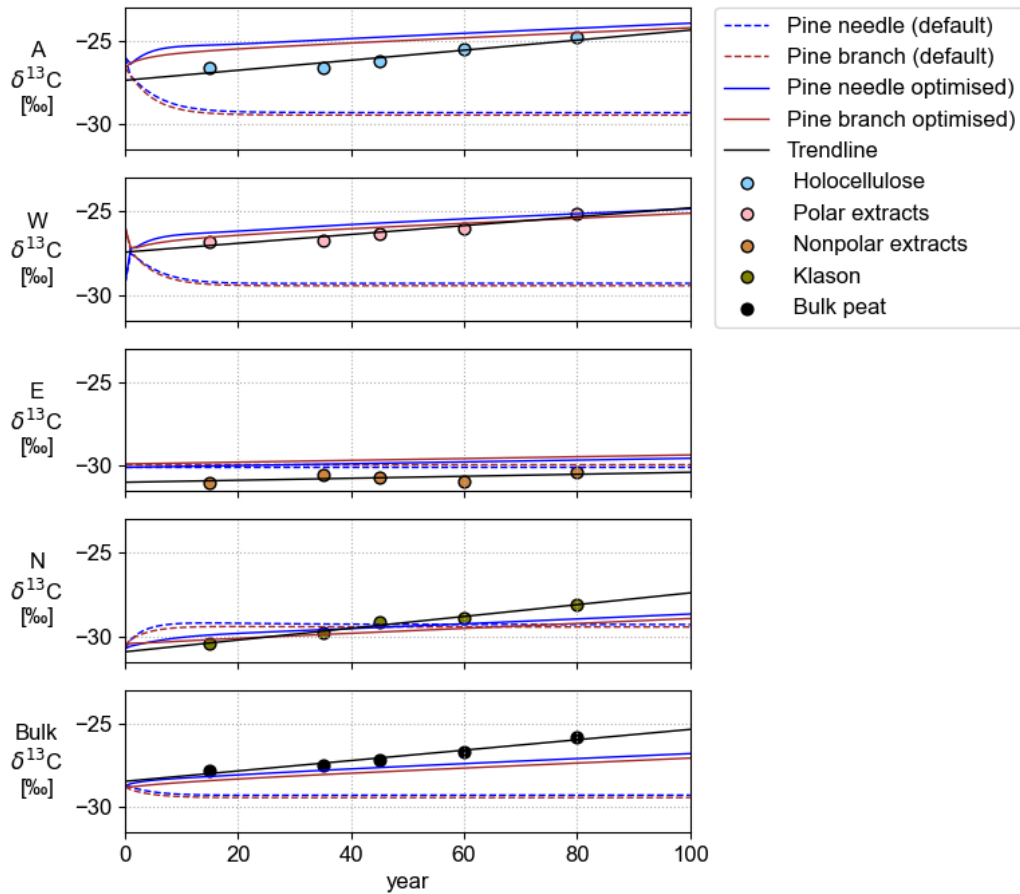 A
δ¹³C
[‰]
−25
−30
W
δ¹³C
[‰]
−25
−30
E
δ¹³C
[‰]
−25
−30
N
δ¹³C
[‰]
−25
−30
Bulk
δ¹³C
[‰]
−25
−30
0 20 40 60 80 100
year
Pine needle (default)
Pine branch (default)
Pine needle optimised)
Pine branch optimised)
Trendline
Holocellulose
Polar extracts
Nonpolar extracts
Klason
Bulk peat